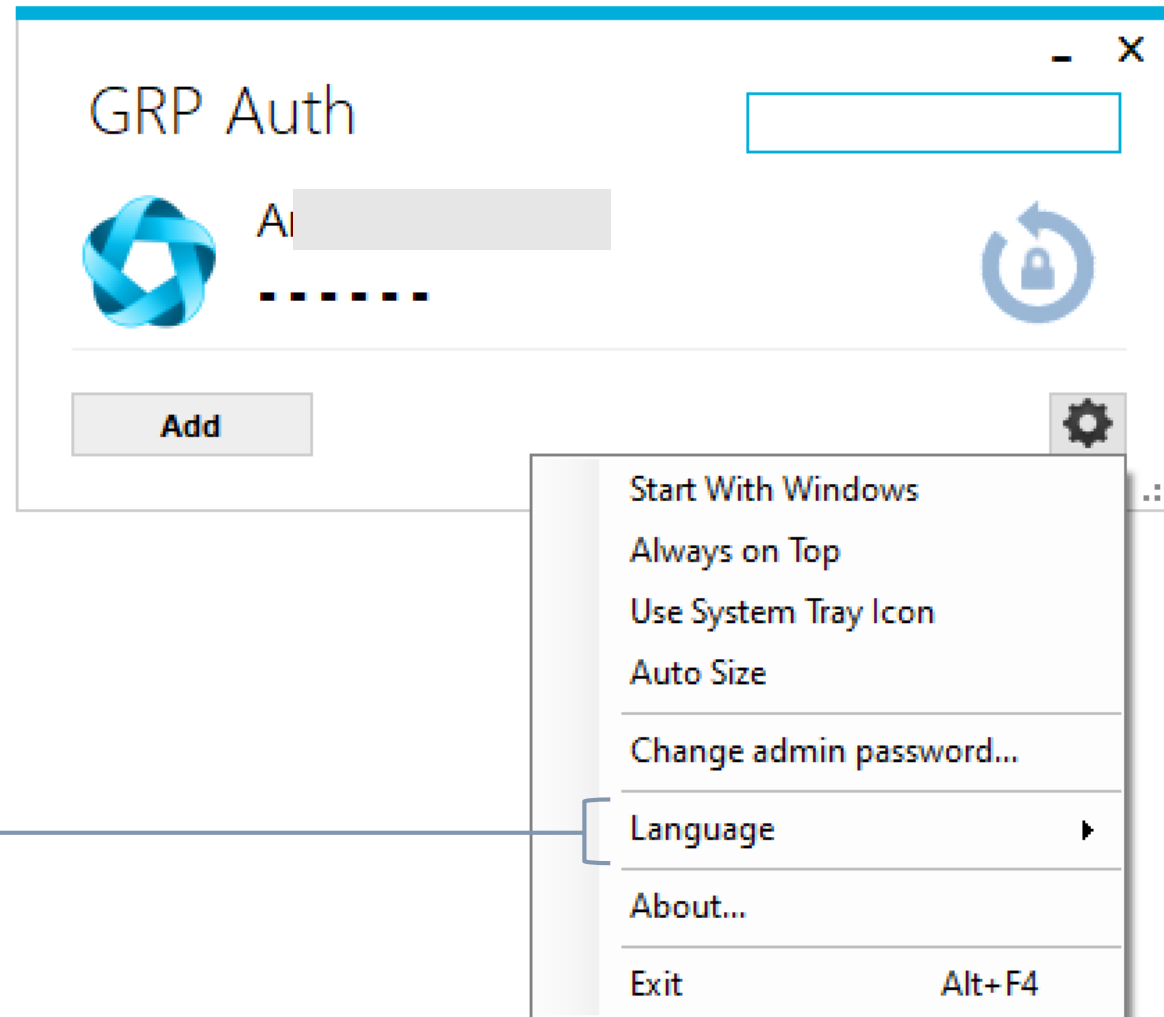 GRP Auth
- - - - - -
Add
Start With Windows
Always on Top
Use System Tray Icon
Auto Size
Change admin password...
Language
About...
Exit Alt+F4